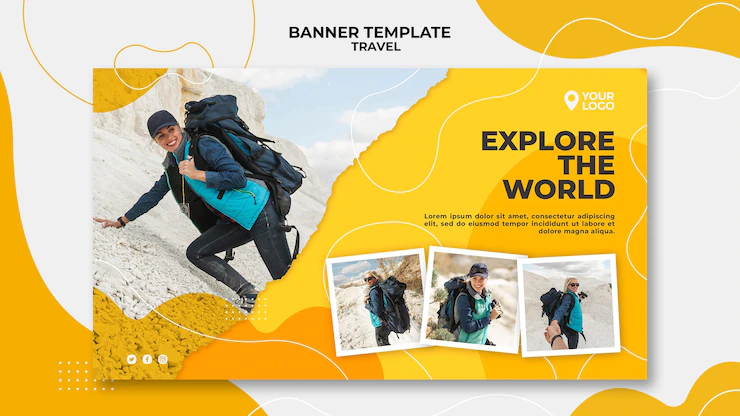 BANNER TEMPLATE
TRAVEL
YOUR
LOGO
EXPLORE
THE
WORLD
Lorem ipsum dolor sit amet, consectetur adipiscing
elit, sed do eiusmod tempor incididunt ut labore et
dolore magna aliqua.